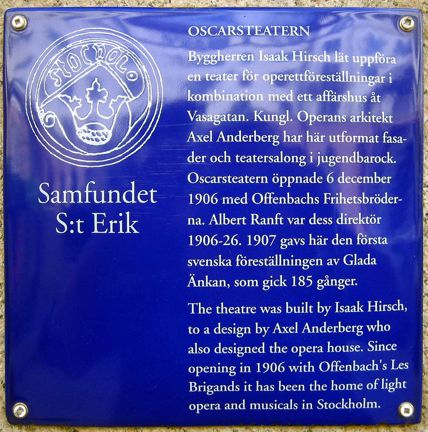 OSCARSTEATERN
Byggherren Isaak Hirsch lät uppföra
en teater för operettföreställningar i
kombination med ett affärshus åt
Vasagatan. Kungl. Operans arkitekt
Axel Anderberg har här utformat fasa-
der och teatersalong i jugendbarock.
Oscarsteatern öppnade 6 december
1906 med Offenbachs Frihetsbröder-
na. Albert Ranft var dess direktör
1906-26. 1907 gavs här den första
svenska föreställningen av Glada
Änkan, som gick 185 gånger.
The theatre was built by Isaak Hirsch,
to a design by Axel Anderberg who
also designed the opera house. Since
opening in 1906 with Offenbach's Les
Brigands it has been the home of light
opera and musicals in Stockholm.
Stockholm
Samfundet
S:t Erik